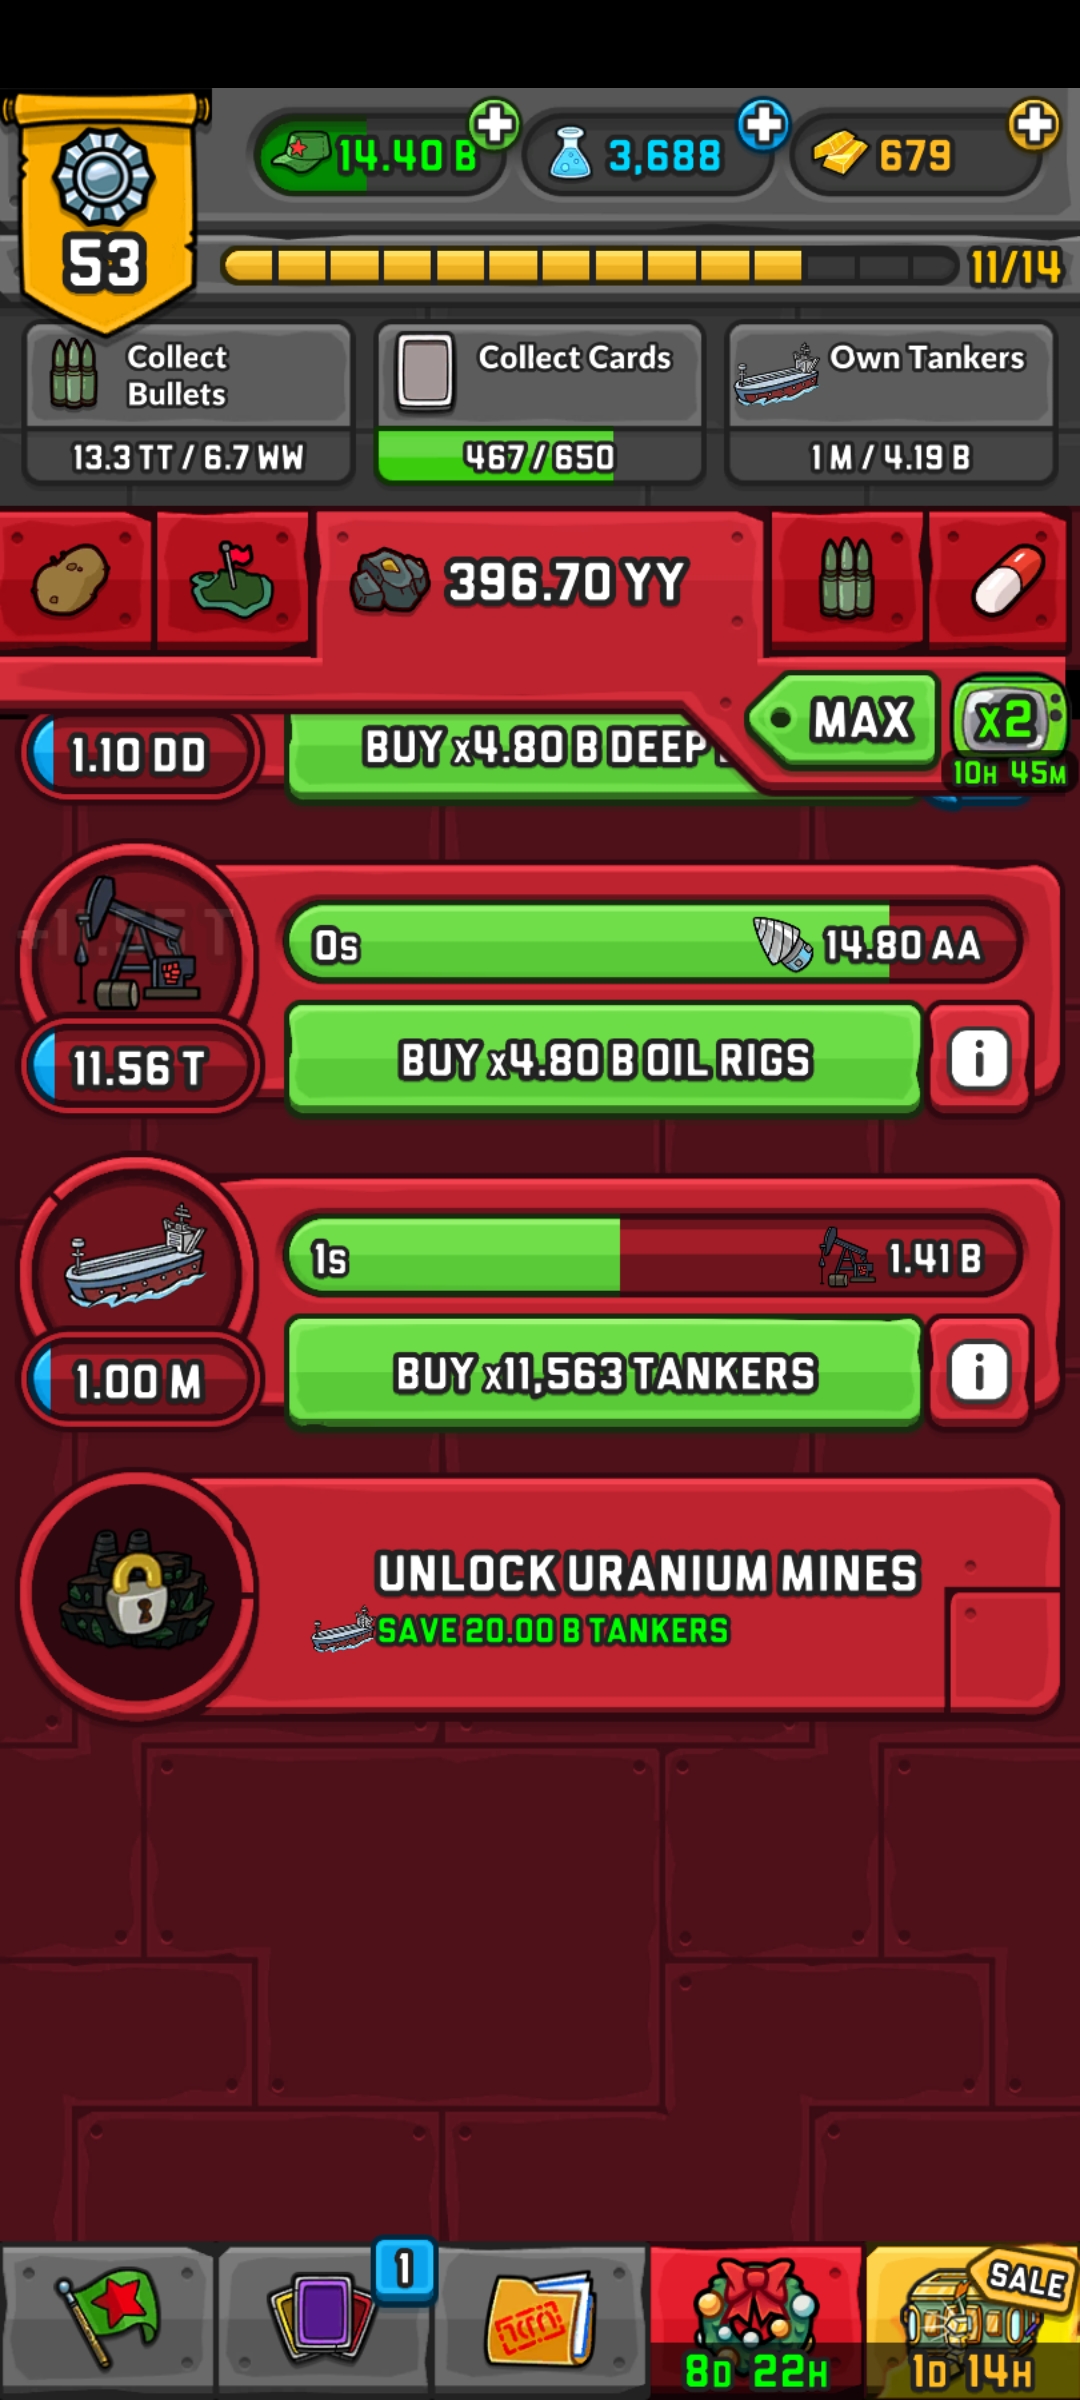 14.40 B
3,688
679
53
11/14
Collect
Bullets
Collect Cards
Own Tankers
13.3 TT / 6.7 WW
467/650
1 M / 4.19 B
396.70 YY
MAX
x2
10H 45M
1.10 DD
BUY x4.80 B DEEP
0s
14.80 AA
11.56 T
BUY x4.80 B OIL RIGS
i
1s
1.41 B
1.00 M
BUY x11,563 TANKERS
i
UNLOCK URANIUM MINES
SAVE 20.00 B TANKERS
1
SALE
8D 22H
1D 14H